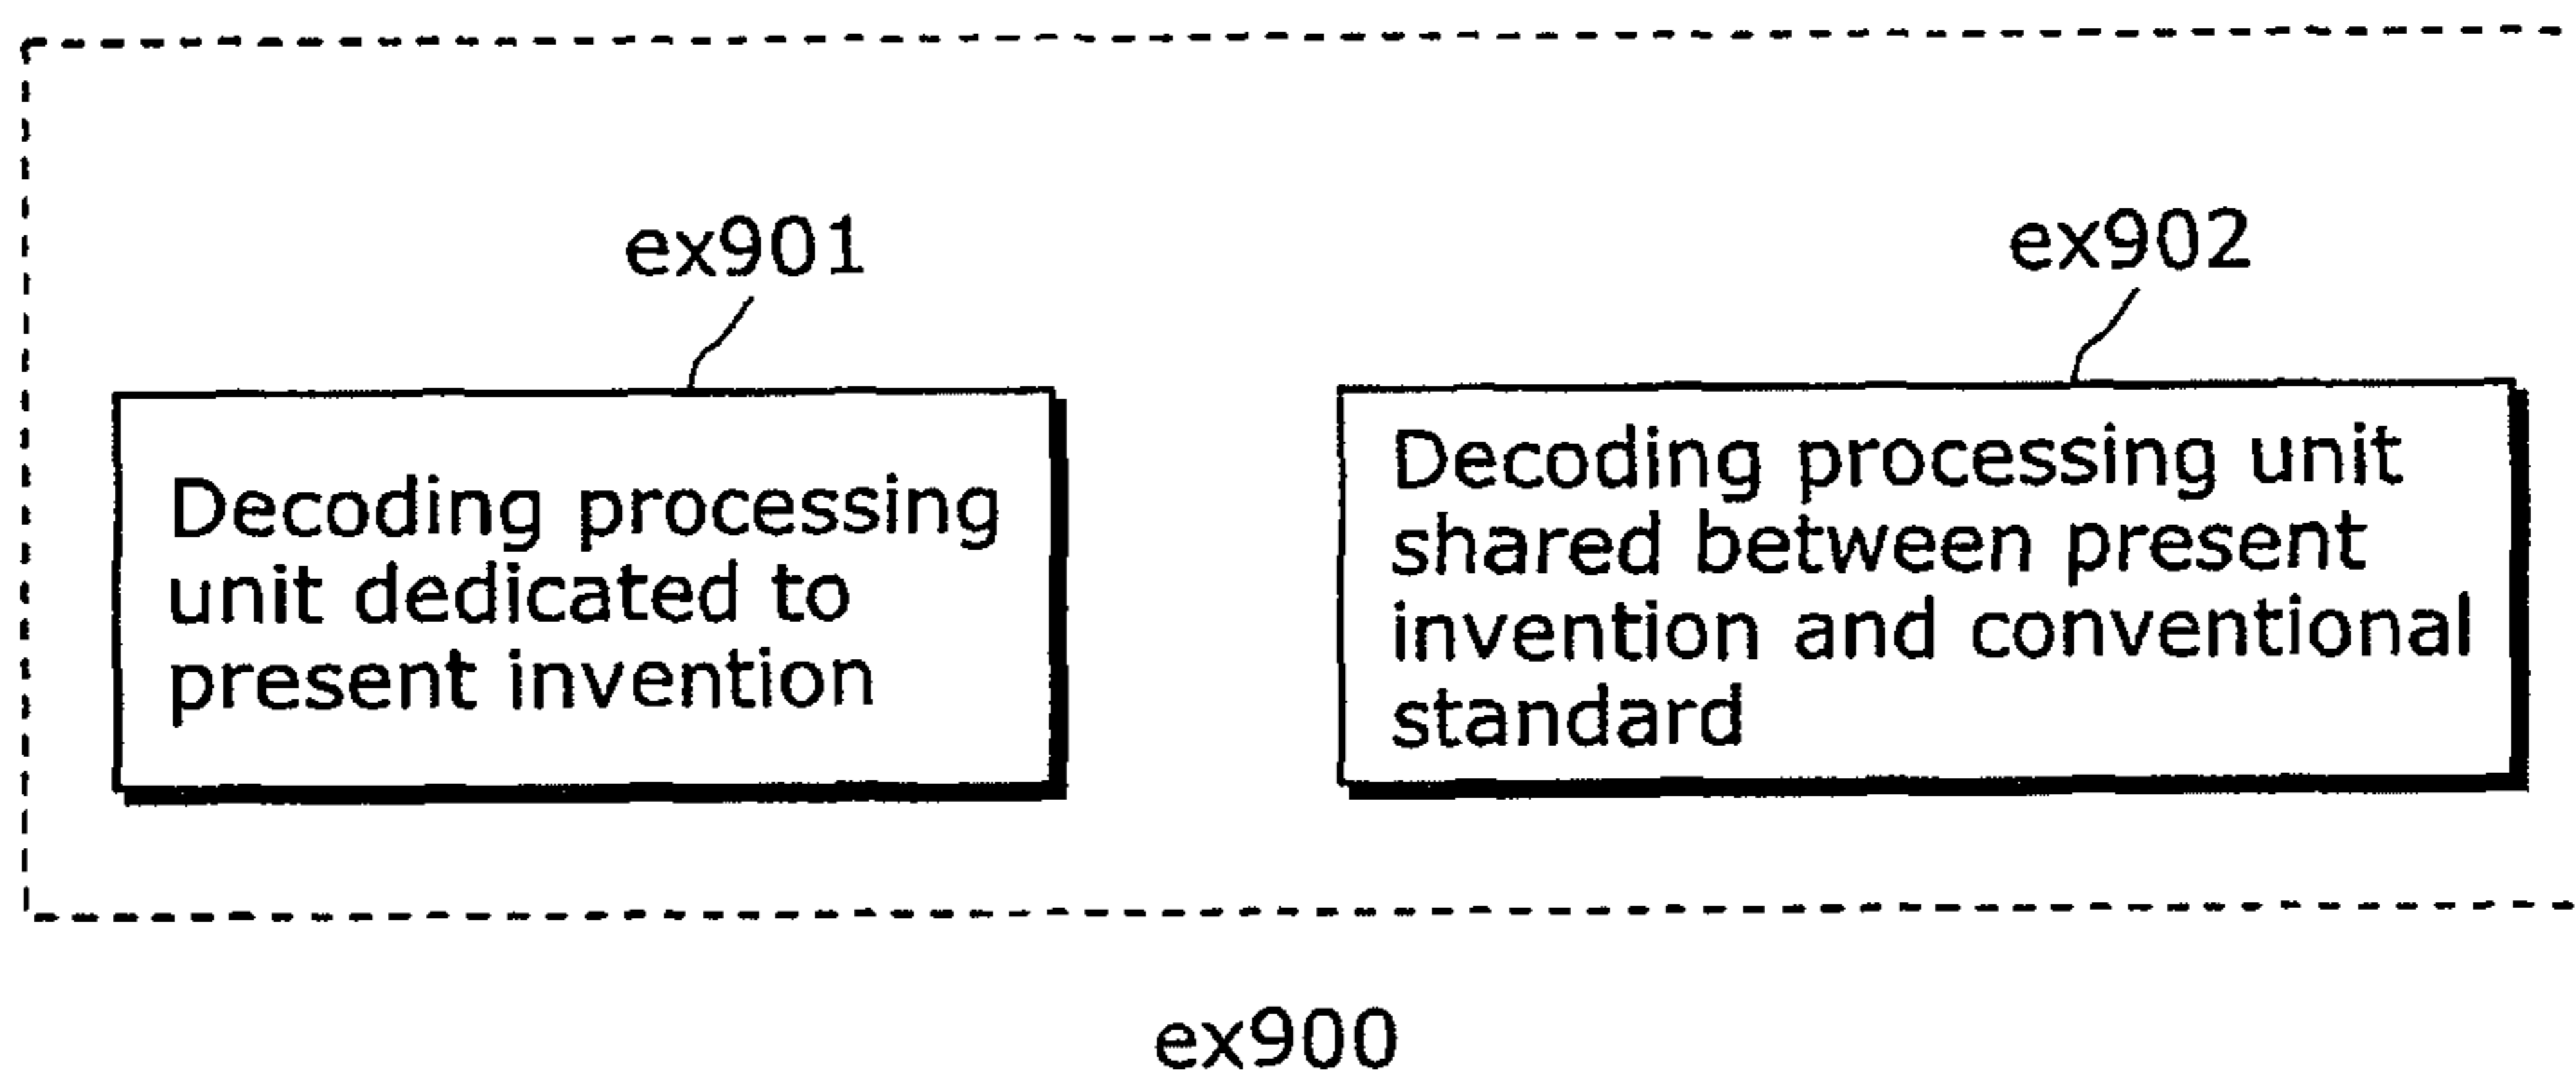 ex901
Decoding processing
unit dedicated to
present invention
ex902
Decoding processing unit
shared between present
invention and conventional
standard
ex900